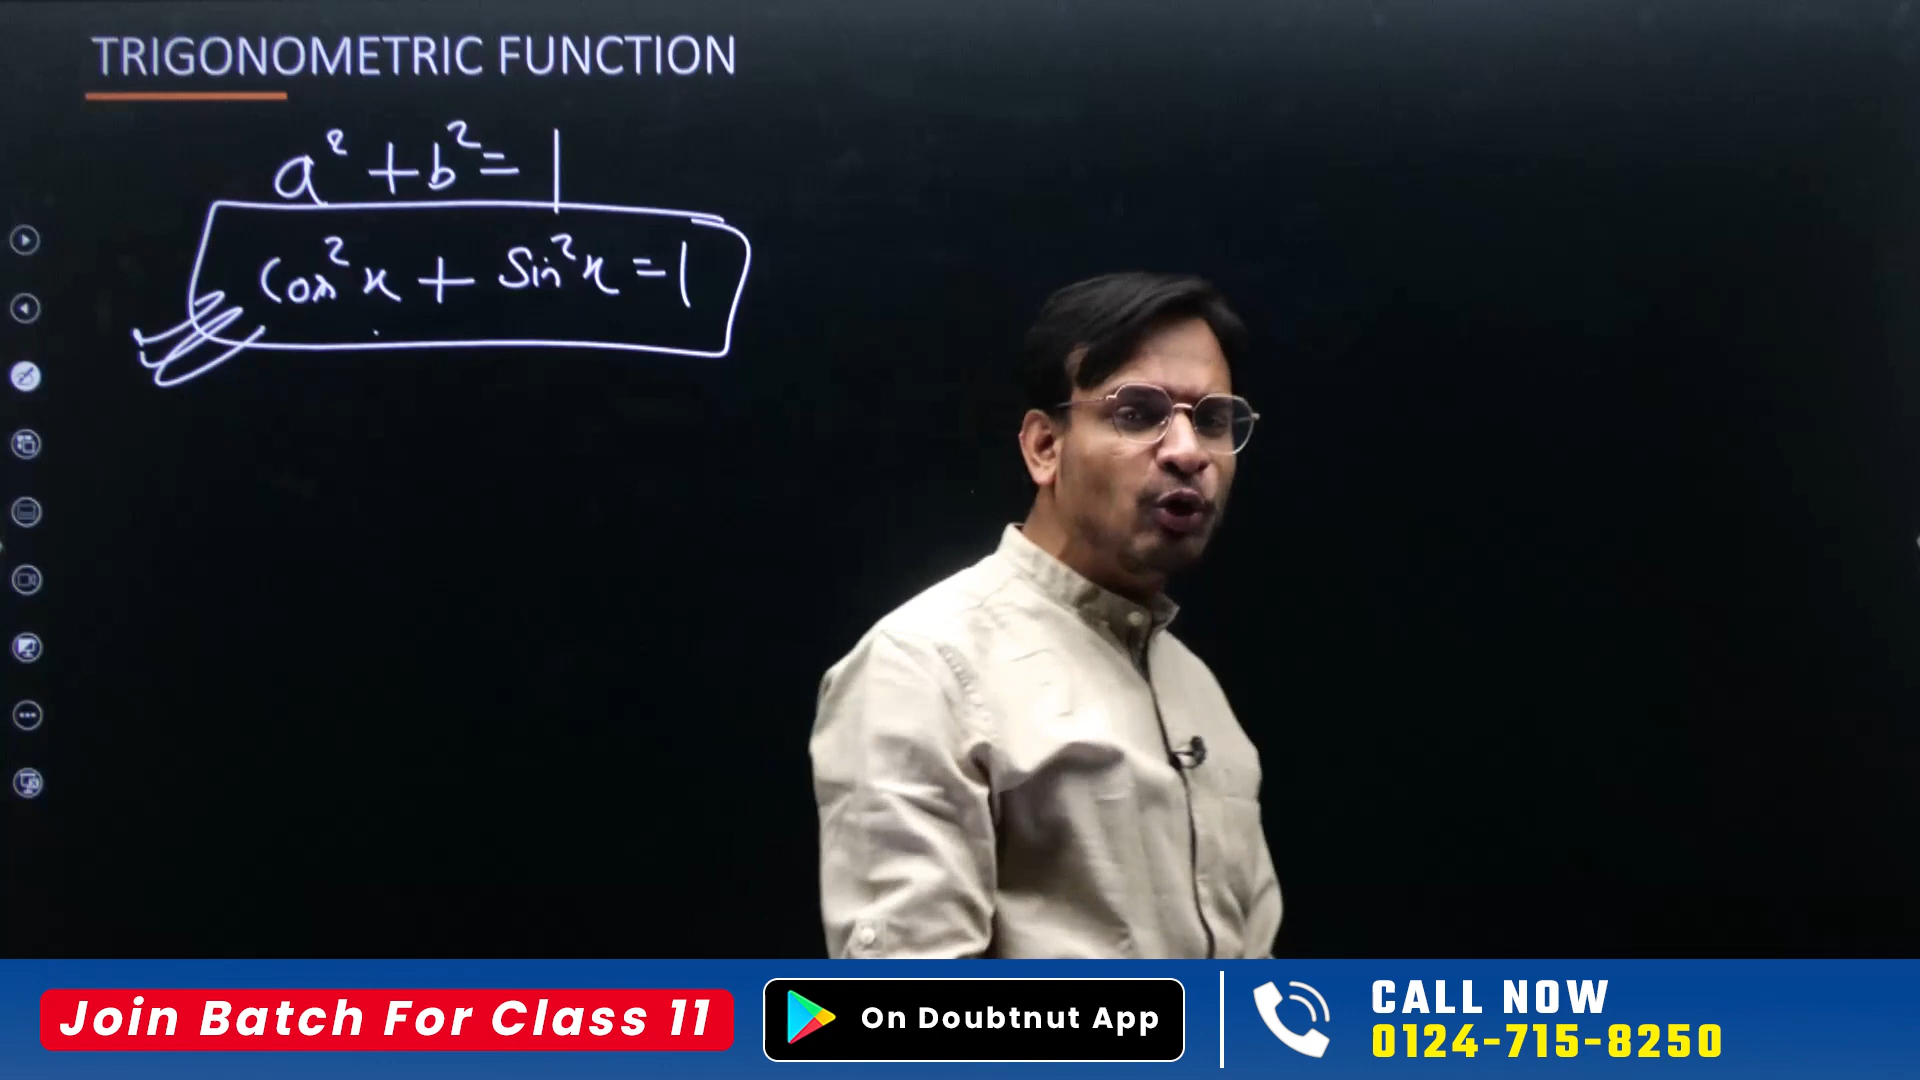 TRIGONOMETRIC FUNCTION
a² + b² = 1
Cos²x + Sin²x = 1
Join Batch For Class 11
On Doubtnut App
CALL NOW
0124-715-8250